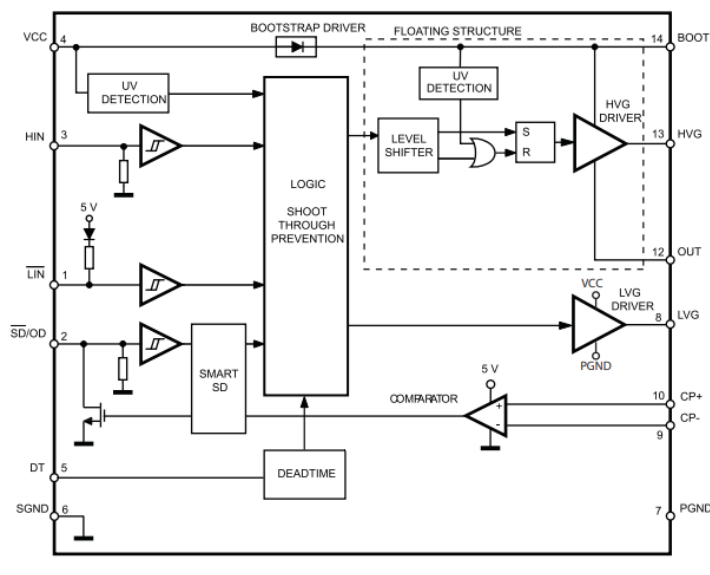 BOOTSTRAP DRIVER
FLOATING STRUCTURE
VCC 4
14 BOOT
UV
DETECTION
UV
DETECTION
HVG
DRIVER
HIN 3
S
R
LEVEL
SHIFTER
13 HVG
LOGIC
SHOOT
THROUGH
PREVENTION
5 V
12 OUT
LIN 1
VCC
LVG
DRIVER
8 LVG
SD/OD 2
PGND
SMART
SD
5 V
COMPARATOR
+
-
10 CP+
CP-
9
DT 5
DEADTIME
SGND 6
7 PGND